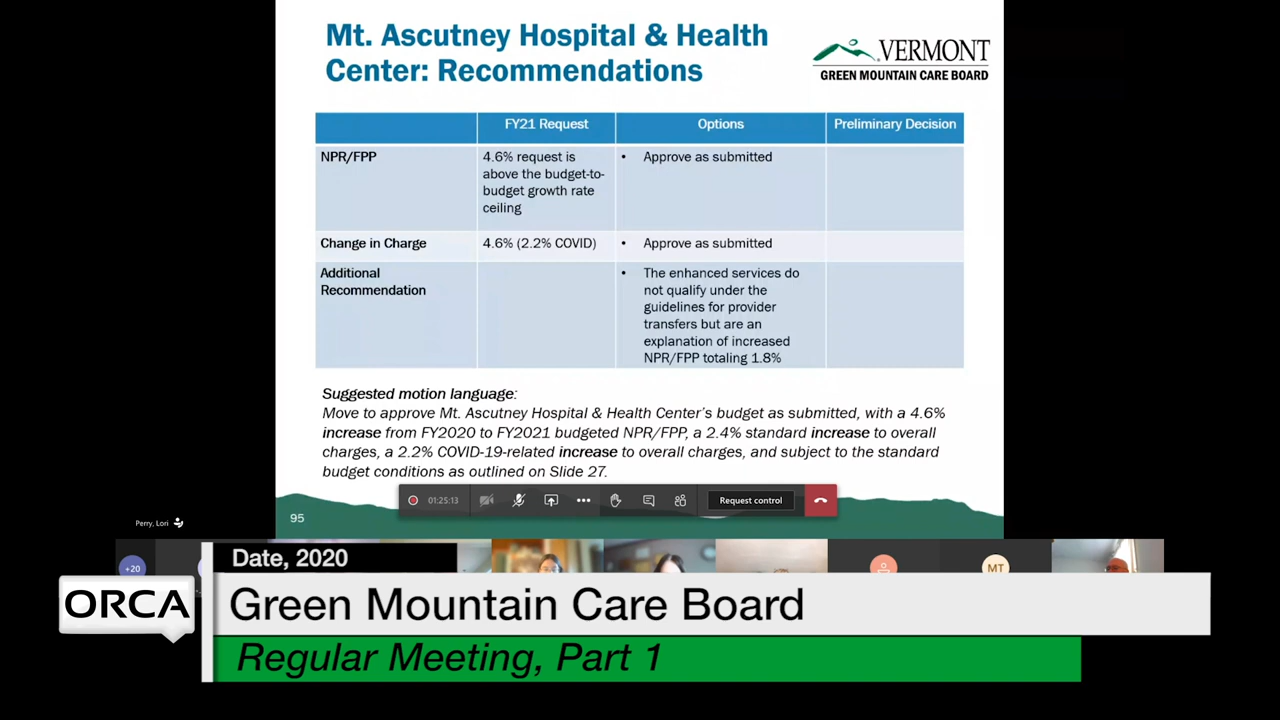 Mt. Ascutney Hospital & Health
Center: Recommendations
VERMONT
GREEN MOUNTAIN CARE BOARD
FY21 Request
Options
Preliminary Decision
NPR/FPP
4.6% request is
above the budget-to-
budget growth rate
ceiling
• Approve as submitted
Change in Charge
4.6% (2.2% COVID)
• Approve as submitted
Additional
Recommendation
• The enhanced services do
not qualify under the
guidelines for provider
transfers but are an
explanation of increased
NPR/FPP totaling 1.8%
Suggested motion language:
Move to approve Mt. Ascutney Hospital & Health Center's budget as submitted, with a 4.6%
increase from FY2020 to FY2021 budgeted NPR/FPP, a 2.4% standard increase to overall
charges, a 2.2% COVID-19-related increase to overall charges, and subject to the standard
budget conditions as outlined on Slide 27.
01:25:13
Request control
95
Perry, Lori
+20
MT
Date, 2020
ORCA
Green Mountain Care Board
Regular Meeting, Part 1